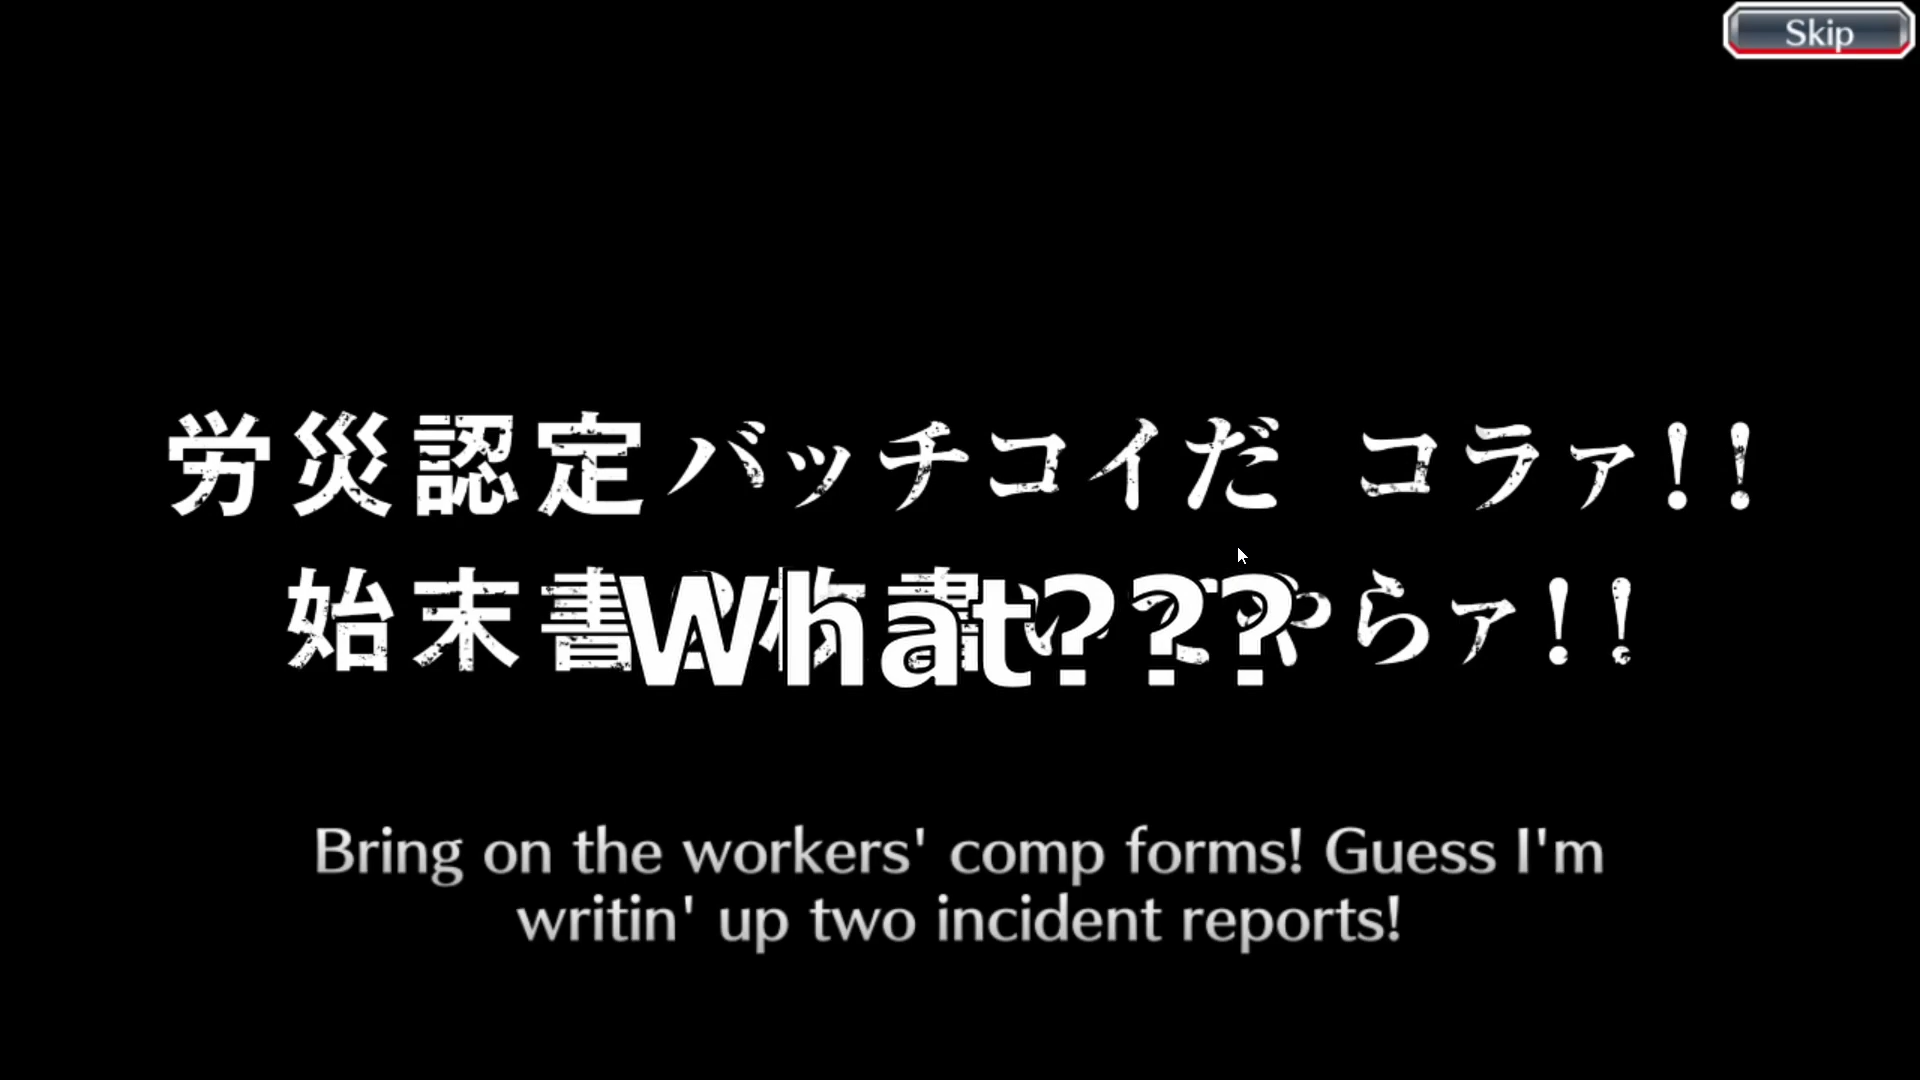 Skip
労災認定バッチコイだ コラァ!!
始末書
らァ!!
What???
Bring on the workers' comp forms! Guess I'm
writin' up two incident reports!